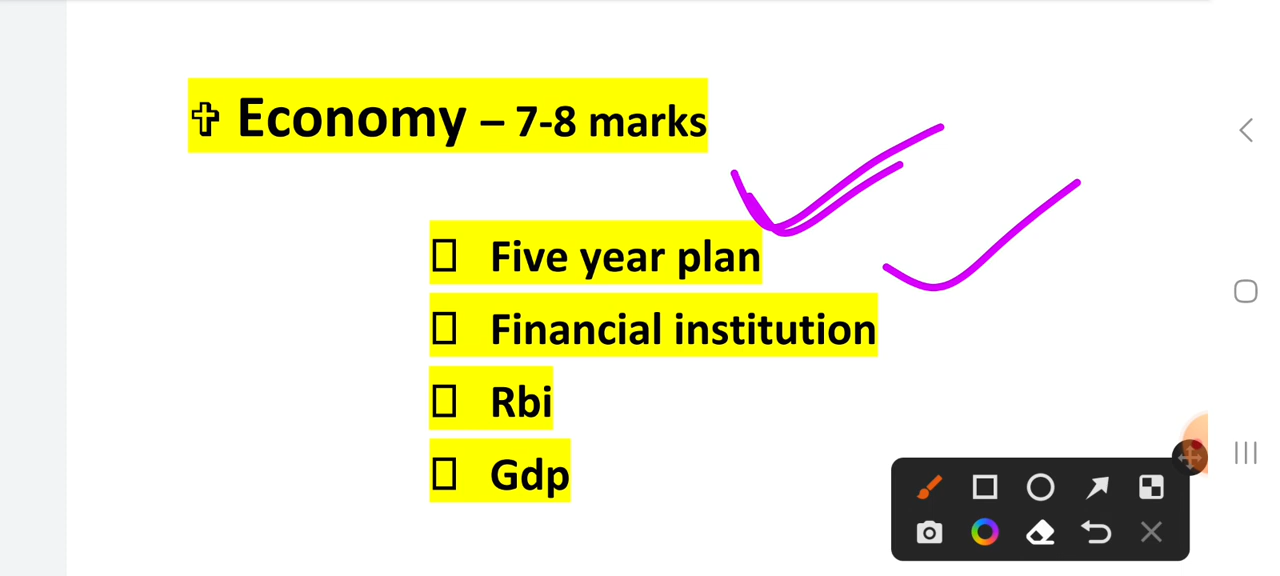 ✞ Economy – 7-8 marks
Five year plan
Financial institution
Rbi
Gdp